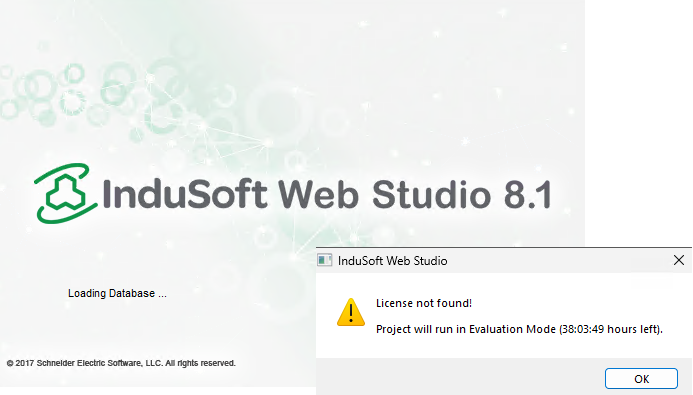 InduSoft Web Studio 8.1
InduSoft Web Studio
Loading Database ...
License not found!
Project will run in Evaluation Mode (38:03:49 hours left).
© 2017 Schneider Electric Software, LLC. All rights reserved.
OK